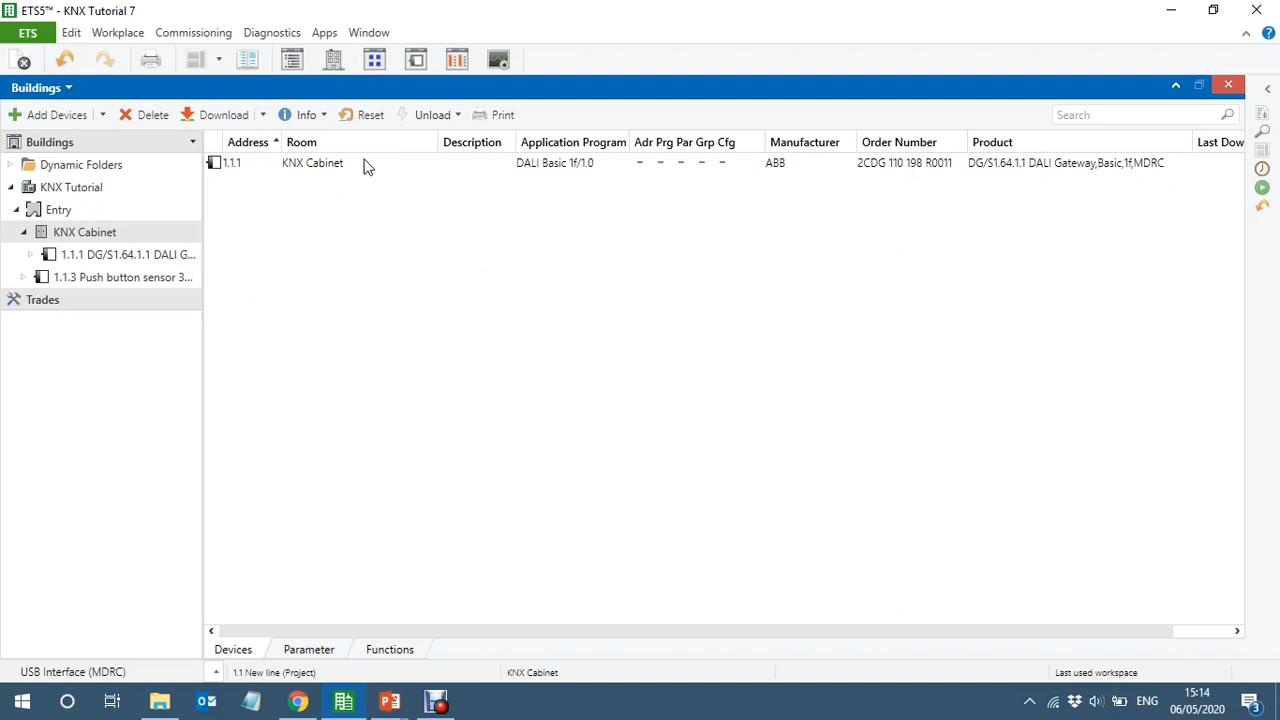 ETS5™ - KNX Tutorial 7
ETS Edit Workplace Commissioning Diagnostics Apps Window
Buildings
Add Devices Delete Download Info Reset Unload Print Search
Buildings
Address Room Description Application Program Adr Prg Par Grp Cfg Manufacturer Order Number Product Last Dow
1.1.1 KNX Cabinet DALI Basic 1f/1.0 – – – – – ABB 2CDG 110 198 R0011 DG/S1.64.1.1 DALI Gateway,Basic,1f,MDRC
Dynamic Folders
KNX Tutorial
Entry
KNX Cabinet
1.1.1 DG/S1.64.1.1 DALI G...
1.1.3 Push button sensor 3...
Trades
Devices Parameter Functions
USB Interface (MDRC) 1.1 New line (Project) KNX Cabinet Last used workspace
ENG 15:14
06/05/2020 3